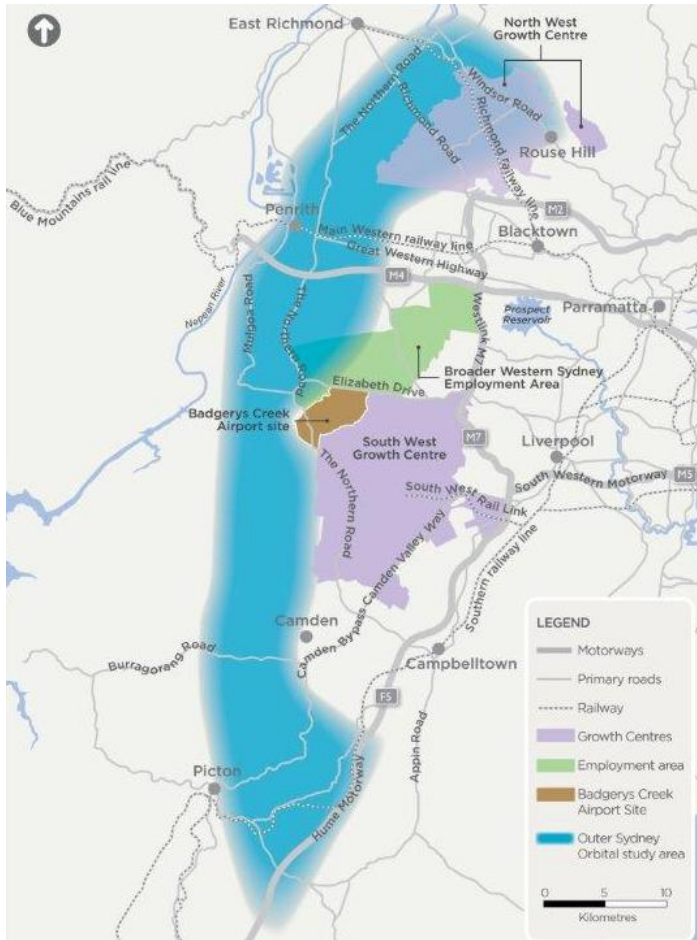 East Richmond
North West
Growth Centre
The Northern Road
Richmond Road
Windsor Road
Richmond railway line
Rouse Hill
Blue Mountains rail line
M2
Penrith
Main Western railway line
Blacktown
Great Western Highway
M4
Nepean River
Mulgoa Road
The Northern Road
Westlink M7
Prospect
Reservoir
Parramatta
Broader Western Sydney
Employment Area
Elizabeth Drive
Badgerys Creek
Airport site
South West
Growth Centre
M7
Liverpool
M5
South Western Motorway
South West Rail Link
The Northern Road
Camden Valley Way
Southern railway line
Camden
Camden Bypass
Burragorang Road
Campbelltown
F5
Appin Road
Picton
Hume Motorway
LEGEND
Motorways
Primary roads
Railway
Growth Centres
Employment area
Badgerys Creek
Airport Site
Outer Sydney
Orbital study area
0 5 10
Kilometres